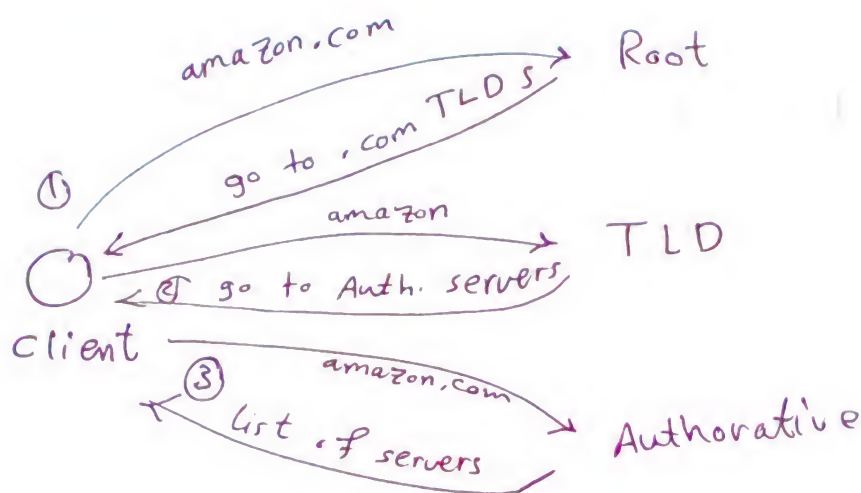 amazon.com
Root
go to .com TLDs
①
amazon
TLD
② go to Auth. servers
Client
amazon.com
③
list of servers
Authorative